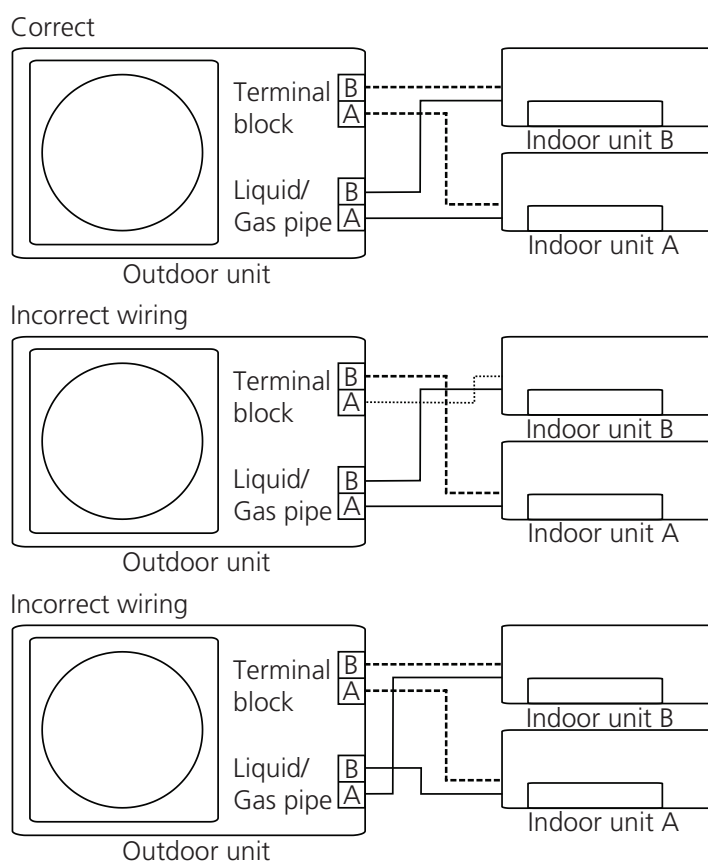 Correct
Terminal block
B
A
Liquid/
Gas pipe
B
A
Outdoor unit
Indoor unit B
Indoor unit A
Incorrect wiring
Terminal block
B
A
Liquid/
Gas pipe
B
A
Outdoor unit
Indoor unit B
Indoor unit A
Incorrect wiring
Terminal block
B
A
Liquid/
Gas pipe
B
A
Outdoor unit
Indoor unit B
Indoor unit A